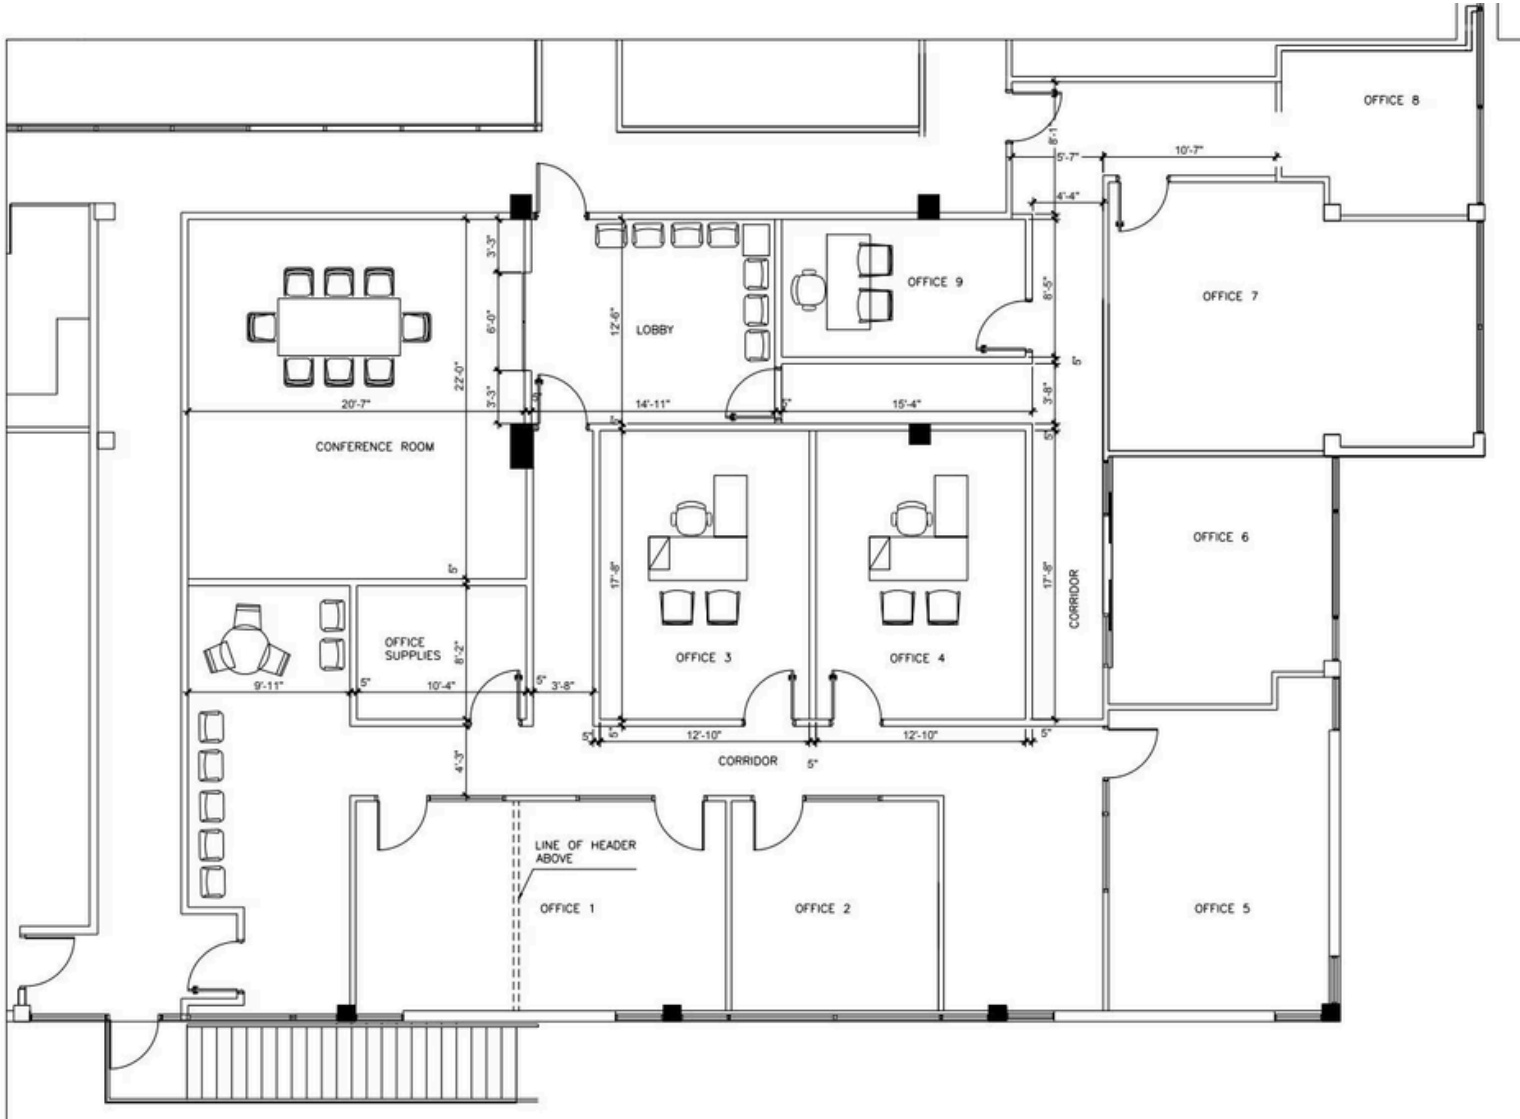 OFFICE 8
8'-1"
5'-7"
10'-7"
4'-4"
3'-3"
OFFICE 9
8'-5"
OFFICE 7
6'-0"
12'-6"
LOBBY
5"
22'-0"
3'-3"
3'-8"
20'-7"
5"
14'-11"
5"
15'-4"
5"
5"
CONFERENCE ROOM
OFFICE 6
5"
17'-8"
17'-8"
CORRIDOR
OFFICE
SUPPLIES
8'-2"
OFFICE 3
OFFICE 4
9'-11"
5"
10'-4"
5"
3'-8"
5"
5"
12'-10"
12'-10"
5"
4'-3"
CORRIDOR
5"
LINE OF HEADER
ABOVE
OFFICE 1
OFFICE 2
OFFICE 5